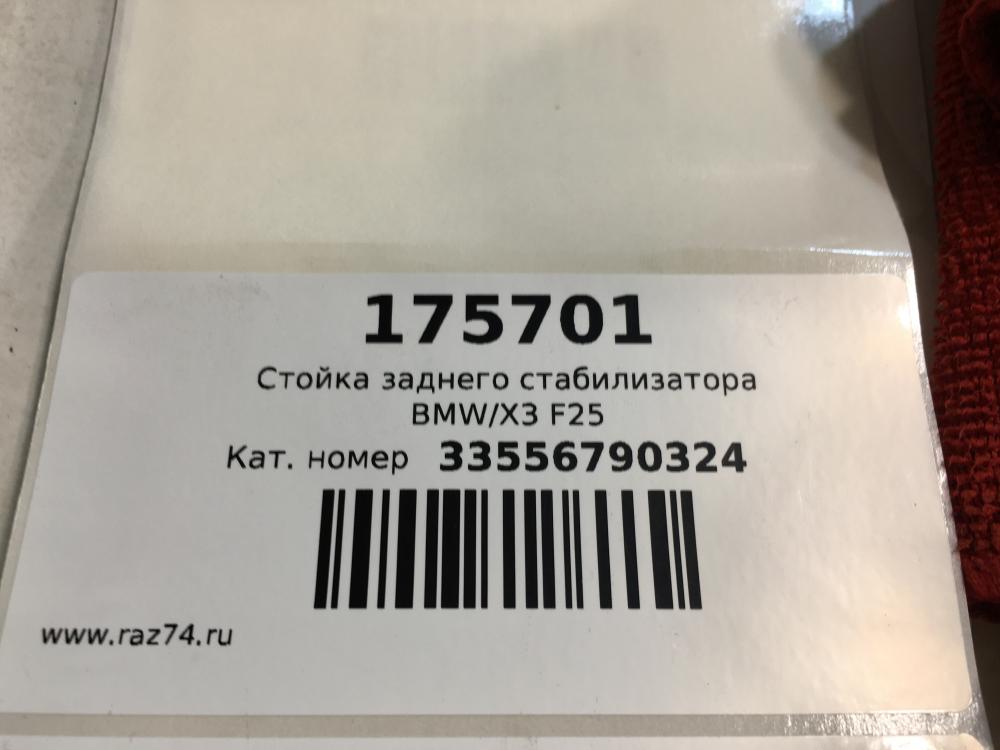 175701
Стойка заднего стабилизатора
BMW/X3 F25
Кат. номер 33556790324
www.raz74.ru